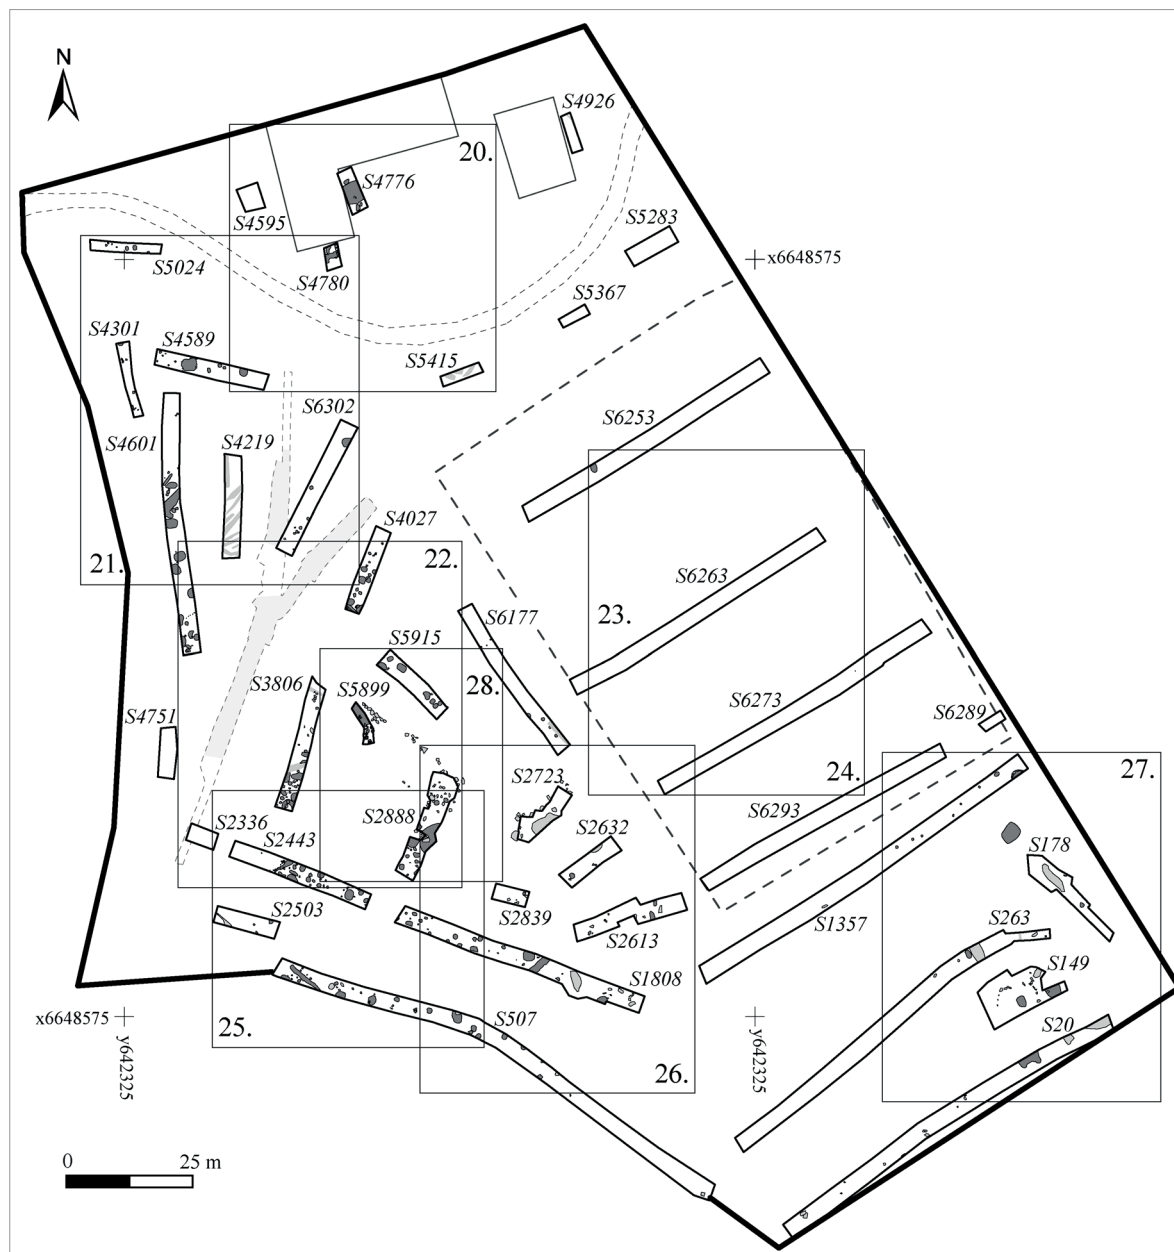 N
S4926
20.
S4776
S4595
S5283
x6648575
S5024
S4780
S5367
S4301
S4589
S5415
S6302
S6253
S4601
S4219
S4027
21.
22.
S6263
23.
S6177
S5915
28.
S3806
S5899
S6273
S4751
S6289
24.
27.
S2723
S6293
S2336
S2443
S2888
S2632
S178
S2503
S2839
S1357
S263
S2613
S149
S1808
x6648575
S507
S20
25.
y642325
y642325
26.
0
25 m